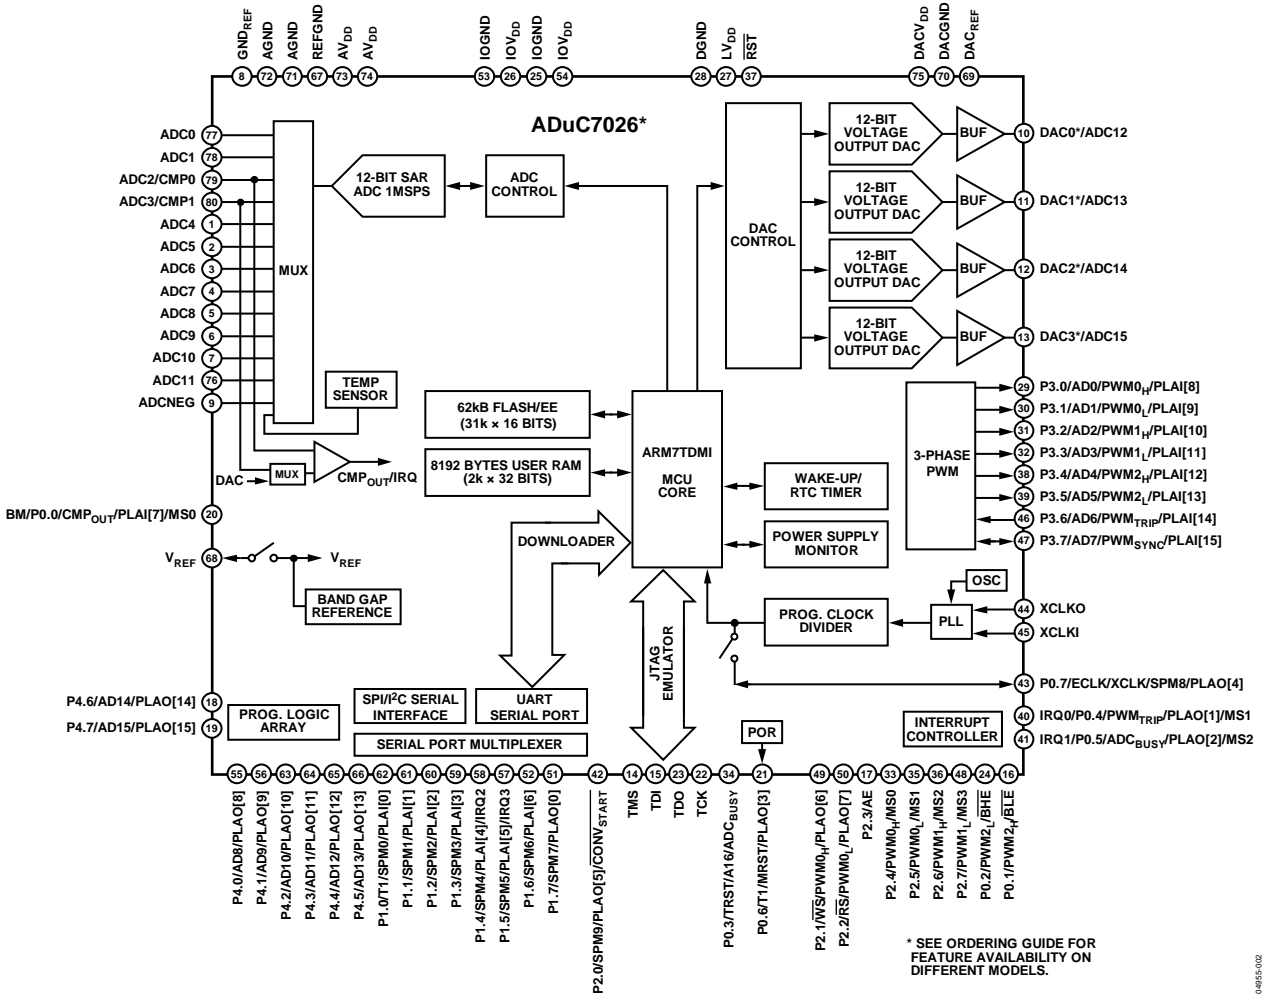 GNDREF
AGND
AGND
REFGND
AVDD
AVDD
IOGND
IOVDD
IOGND
IOVDD
DGND
LVDD
RST
DACVDD
DACGND
DACREF
8 72 71 67 73 74 53 26 25 54 28 27 37 75 70 69
ADuC7026*
ADC0 77
ADC1 78
ADC2/CMP0 79
ADC3/CMP1 80
ADC4 1
ADC5 2
ADC6 3
ADC7 4
ADC8 5
ADC9 6
ADC10 7
ADC11 76
ADCNEG 9
MUX
12-BIT SAR
ADC 1MSPS
ADC
CONTROL
TEMP
SENSOR
DAC
MUX
CMPOUT/IRQ
DAC
CONTROL
12-BIT
VOLTAGE
OUTPUT DAC
BUF
10 DAC0*/ADC12
12-BIT
VOLTAGE
OUTPUT DAC
BUF
11 DAC1*/ADC13
12-BIT
VOLTAGE
OUTPUT DAC
BUF
12 DAC2*/ADC14
12-BIT
VOLTAGE
OUTPUT DAC
BUF
13 DAC3*/ADC15
62kB FLASH/EE
(31k × 16 BITS)
8192 BYTES USER RAM
(2k × 32 BITS)
ARM7TDMI
MCU
CORE
WAKE-UP/
RTC TIMER
POWER SUPPLY
MONITOR
3-PHASE
PWM
29 P3.0/AD0/PWM0H/PLAI[8]
30 P3.1/AD1/PWM0L/PLAI[9]
31 P3.2/AD2/PWM1H/PLAI[10]
32 P3.3/AD3/PWM1L/PLAI[11]
38 P3.4/AD4/PWM2H/PLAI[12]
39 P3.5/AD5/PWM2L/PLAI[13]
46 P3.6/AD6/PWMTRIP/PLAI[14]
47 P3.7/AD7/PWMSYNC/PLAI[15]
BM/P0.0/CMPOUT/PLAI[7]/MS0 20
VREF 68
VREF
BAND GAP
REFERENCE
DOWNLOADER
JTAG
EMULATOR
PROG. CLOCK
DIVIDER
OSC
PLL
44 XCLKO
45 XCLKI
43 P0.7/ECLK/XCLK/SPM8/PLAO[4]
40 IRQ0/P0.4/PWMTRIP/PLAO[1]/MS1
41 IRQ1/P0.5/ADCBUSY/PLAO[2]/MS2
P4.6/AD14/PLAO[14] 18
P4.7/AD15/PLAO[15] 19
PROG. LOGIC
ARRAY
SPI/I2C SERIAL
INTERFACE
UART
SERIAL PORT
SERIAL PORT MULTIPLEXER
POR
INTERRUPT
CONTROLLER
55 56 63 64 65 66 62 61 60 59 58 57 52 51 42 14 15 23 22 34 21 49 50 17 33 35 36 48 24 16
P4.0/AD8/PLAO[8]
P4.1/AD9/PLAO[9]
P4.2/AD10/PLAO[10]
P4.3/AD11/PLAO[11]
P4.4/AD12/PLAO[12]
P4.5/AD13/PLAO[13]
P1.0/T1/SPM0/PLAI[0]
P1.1/SPM1/PLAI[1]
P1.2/SPM2/PLAI[2]
P1.3/SPM3/PLAI[3]
P1.4/SPM4/PLAI[4]/IRQ2
P1.5/SPM5/PLAI[5]/IRQ3
P1.6/SPM6/PLAI[6]
P1.7/SPM7/PLAO[0]
P2.0/SPM9/PLAO[5]/CONVSTART
TMS
TDI
TDO
TCK
P0.3/TRST/A16/ADCBUSY
P0.6/T1/MRST/PLAO[3]
P2.1/WS/PWM0H/PLAO[6]
P2.2/RS/PWM0L/PLAO[7]
P2.3/AE
P2.4/PWM0H/MS0
P2.5/PWM0L/MS1
P2.6/PWM1H/MS2
P2.7/PWM1L/MS3
P0.2/PWM2L/BHE
P0.1/PWM2H/BLE
* SEE ORDERING GUIDE FOR
FEATURE AVAILABILITY ON
DIFFERENT MODELS.
04955-002